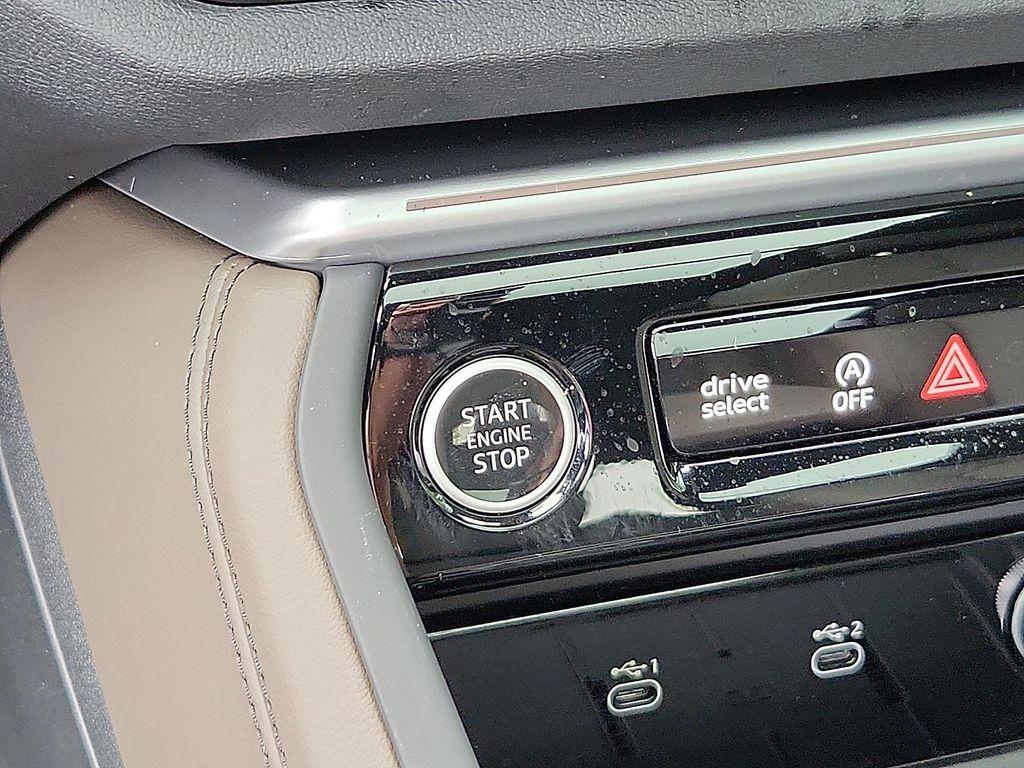 START
ENGINE
STOP
drive
select
A
OFF
1
2